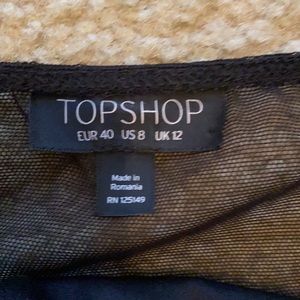 TOPSHOP
EUR 40 US 8 UK 12
Made in
Romania
RN 125149